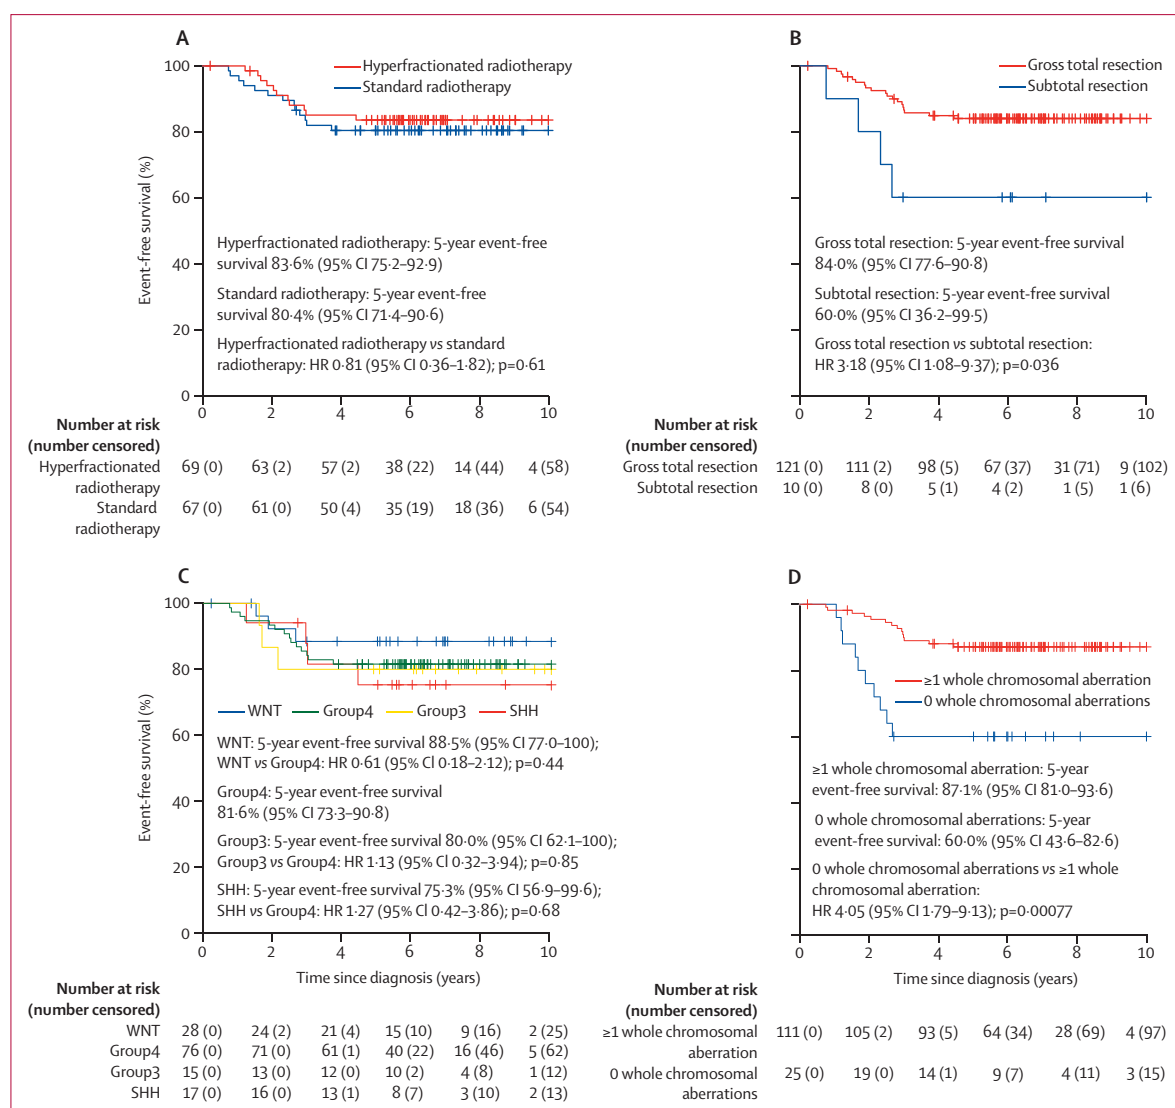 A
100
80
60
40
20
0
Event-free survival (%)
Hyperfractionated radiotherapy
Standard radiotherapy
Hyperfractionated radiotherapy: 5-year event-free
survival 83·6% (95% CI 75·2–92·9)
Standard radiotherapy: 5-year event-free
survival 80·4% (95% CI 71·4–90·6)
Hyperfractionated radiotherapy vs standard
radiotherapy: HR 0·81 (95% CI 0·36–1·82); p=0·61
0 2 4 6 8 10
Number at risk
(number censored)
Hyperfractionated radiotherapy 69 (0) 63 (2) 57 (2) 38 (22) 14 (44) 4 (58)
Standard radiotherapy 67 (0) 61 (0) 50 (4) 35 (19) 18 (36) 6 (54)
B
Gross total resection
Subtotal resection
Gross total resection: 5-year event-free survival
84·0% (95% CI 77·6–90·8)
Subtotal resection: 5-year event-free survival
60·0% (95% CI 36·2–99·5)
Gross total resection vs subtotal resection:
HR 3·18 (95% CI 1·08–9·37); p=0·036
0 2 4 6 8 10
Number at risk
(number censored)
Gross total resection 121 (0) 111 (2) 98 (5) 67 (37) 31 (71) 9 (102)
Subtotal resection 10 (0) 8 (0) 5 (1) 4 (2) 1 (5) 1 (6)
C
100
80
60
40
20
0
Event-free survival (%)
WNT Group4 Group3 SHH
WNT: 5-year event-free survival 88·5% (95% CI 77·0–100);
WNT vs Group4: HR 0·61 (95% CI 0·18–2·12); p=0·44
Group4: 5-year event-free survival
81·6% (95% CI 73·3–90·8)
Group3: 5-year event-free survival 80·0% (95% CI 62·1–100);
Group3 vs Group4: HR 1·13 (95% CI 0·32–3·94); p=0·85
SHH: 5-year event-free survival 75·3% (95% CI 56·9–99·6);
SHH vs Group4: HR 1·27 (95% CI 0·42–3·86); p=0·68
0 2 4 6 8 10
Time since diagnosis (years)
Number at risk
(number censored)
WNT 28 (0) 24 (2) 21 (4) 15 (10) 9 (16) 2 (25)
Group4 76 (0) 71 (0) 61 (1) 40 (22) 16 (46) 5 (62)
Group3 15 (0) 13 (0) 12 (0) 10 (2) 4 (8) 1 (12)
SHH 17 (0) 16 (0) 13 (1) 8 (7) 3 (10) 2 (13)
D
≥1 whole chromosomal aberration
0 whole chromosomal aberrations
≥1 whole chromosomal aberration: 5-year
event-free survival: 87·1% (95% CI 81·0–93·6)
0 whole chromosomal aberrations: 5-year
event-free survival: 60·0% (95% CI 43·6–82·6)
0 whole chromosomal aberrations vs ≥1 whole
chromosomal aberration:
HR 4·05 (95% CI 1·79–9·13); p=0·00077
0 2 4 6 8 10
Time since diagnosis (years)
Number at risk
(number censored)
≥1 whole chromosomal aberration 111 (0) 105 (2) 93 (5) 64 (34) 28 (69) 4 (97)
0 whole chromosomal aberrations 25 (0) 19 (0) 14 (1) 9 (7) 4 (11) 3 (15)